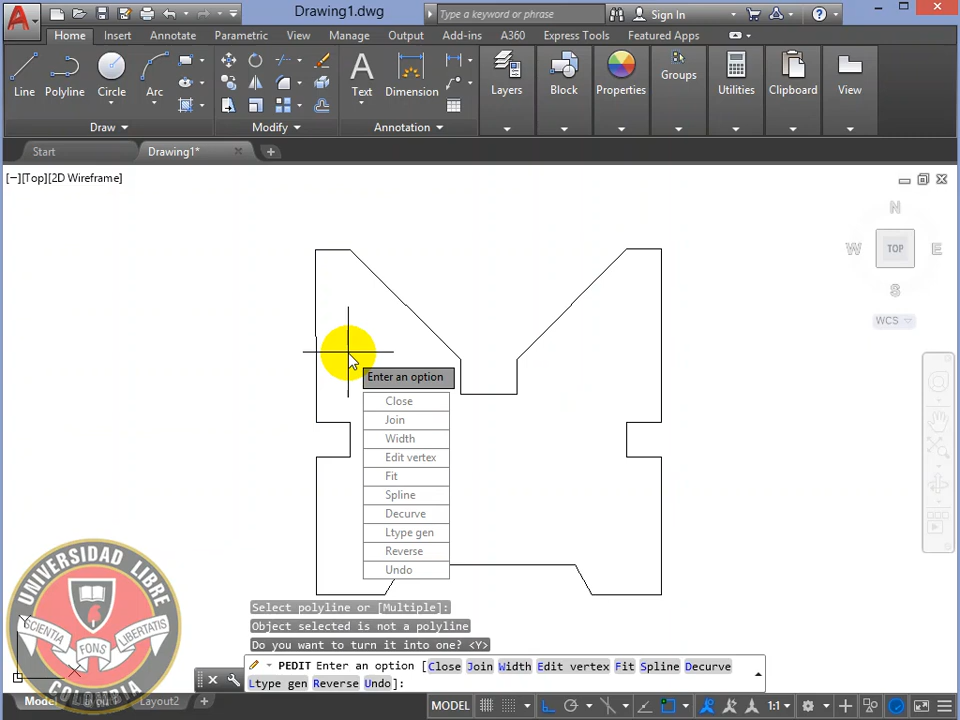 A
Drawing1.dwg
Type a keyword or phrase
Sign In
Home
Insert
Annotate
Parametric
View
Manage
Output
Add-ins
A360
Express Tools
Featured Apps
Line
Polyline
Circle
Arc
A
Text
Dimension
Layers
Block
Properties
Groups
Utilities
Clipboard
View
Draw
Modify
Annotation
Start
Drawing1*
[−][Top][2D Wireframe]
N
W
TOP
E
S
WCS
Enter an option
Close
Join
Width
Edit vertex
Fit
Spline
Decurve
Ltype gen
Reverse
Undo
UNIVERSIDAD LIBRE
SCIENTIA
FONS
LIBERTATIS
COLOMBIA
Y
X
Select polyline or [Multiple]:
Object selected is not a polyline
Do you want to turn it into one? <Y>
PEDIT Enter an option [Close Join Width Edit vertex Fit Spline Decurve
Ltype gen Reverse Undo]:
Model
Layout2
MODEL
1:1